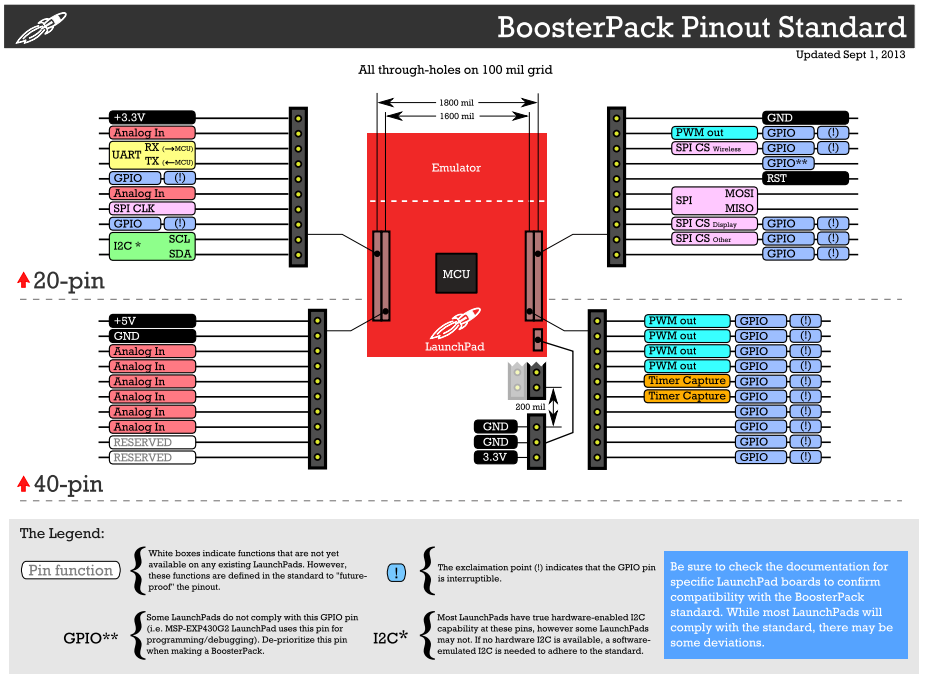 BoosterPack Pinout Standard
Updated Sept 1, 2013
All through-holes on 100 mil grid
1800 mil
1600 mil
+3.3V
Analog In
UART RX (→MCU)
TX (←MCU)
GPIO (!)
Analog In
SPI CLK
GPIO (!)
I2C * SCL
SDA
Emulator
MCU
LaunchPad
GND
PWM out GPIO (!)
SPI CS Wireless GPIO (!)
GPIO**
RST
SPI MOSI
MISO
SPI CS Display GPIO (!)
SPI CS Other GPIO (!)
GPIO (!)
20-pin
+5V
GND
Analog In
Analog In
Analog In
Analog In
Analog In
Analog In
RESERVED
RESERVED
200 mil
GND
GND
3.3V
PWM out GPIO (!)
PWM out GPIO (!)
PWM out GPIO (!)
PWM out GPIO (!)
Timer Capture GPIO (!)
Timer Capture GPIO (!)
GPIO (!)
GPIO (!)
GPIO (!)
GPIO (!)
40-pin
The Legend:
Pin function
White boxes indicate functions that are not yet
available on any existing LaunchPads. However,
these functions are defined in the standard to "future-
proof" the pinout.
!
The exclaimation point (!) indicates that the GPIO pin
is interruptible.
GPIO**
Some LaunchPads do not comply with this GPIO pin
(i.e. MSP-EXP430G2 LaunchPad uses this pin for
programming/debugging). De-prioritize this pin
when making a BoosterPack.
I2C*
Most LaunchPads have true hardware-enabled I2C
capability at these pins, however some LaunchPads
may not. If no hardware I2C is available, a software-
emulated I2C is needed to adhere to the standard.
Be sure to check the documentation for
specific LaunchPad boards to confirm
compatibility with the BoosterPack
standard. While most LaunchPads will
comply with the standard, there may be
some deviations.